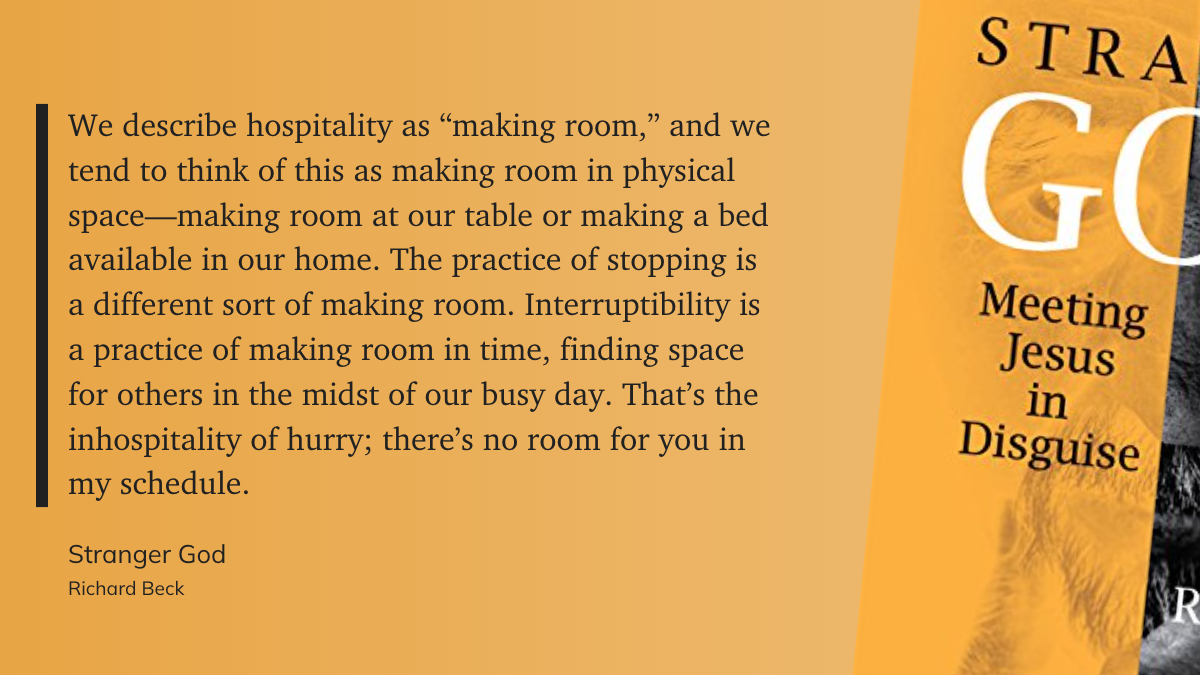 We describe hospitality as “making room,” and we
tend to think of this as making room in physical
space—making room at our table or making a bed
available in our home. The practice of stopping is
a different sort of making room. Interruptibility is
a practice of making room in time, finding space
for others in the midst of our busy day. That’s the
inhospitality of hurry; there’s no room for you in
my schedule.
Stranger God
Richard Beck
STRA
GO
Meeting
Jesus
in
Disguise
R